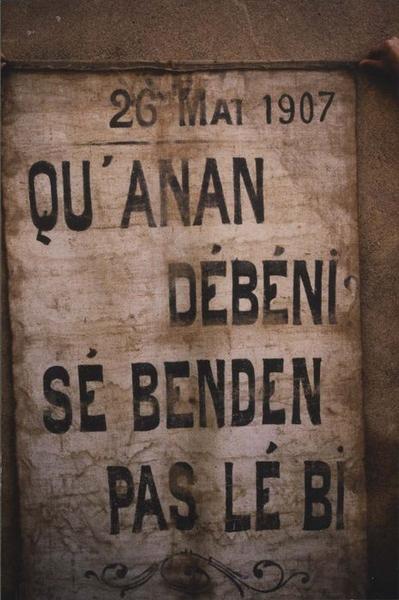 26 MAI 1907
QU'ANAN
DÉBÉNI
SÉ BENDEN
PAS LÉ BI